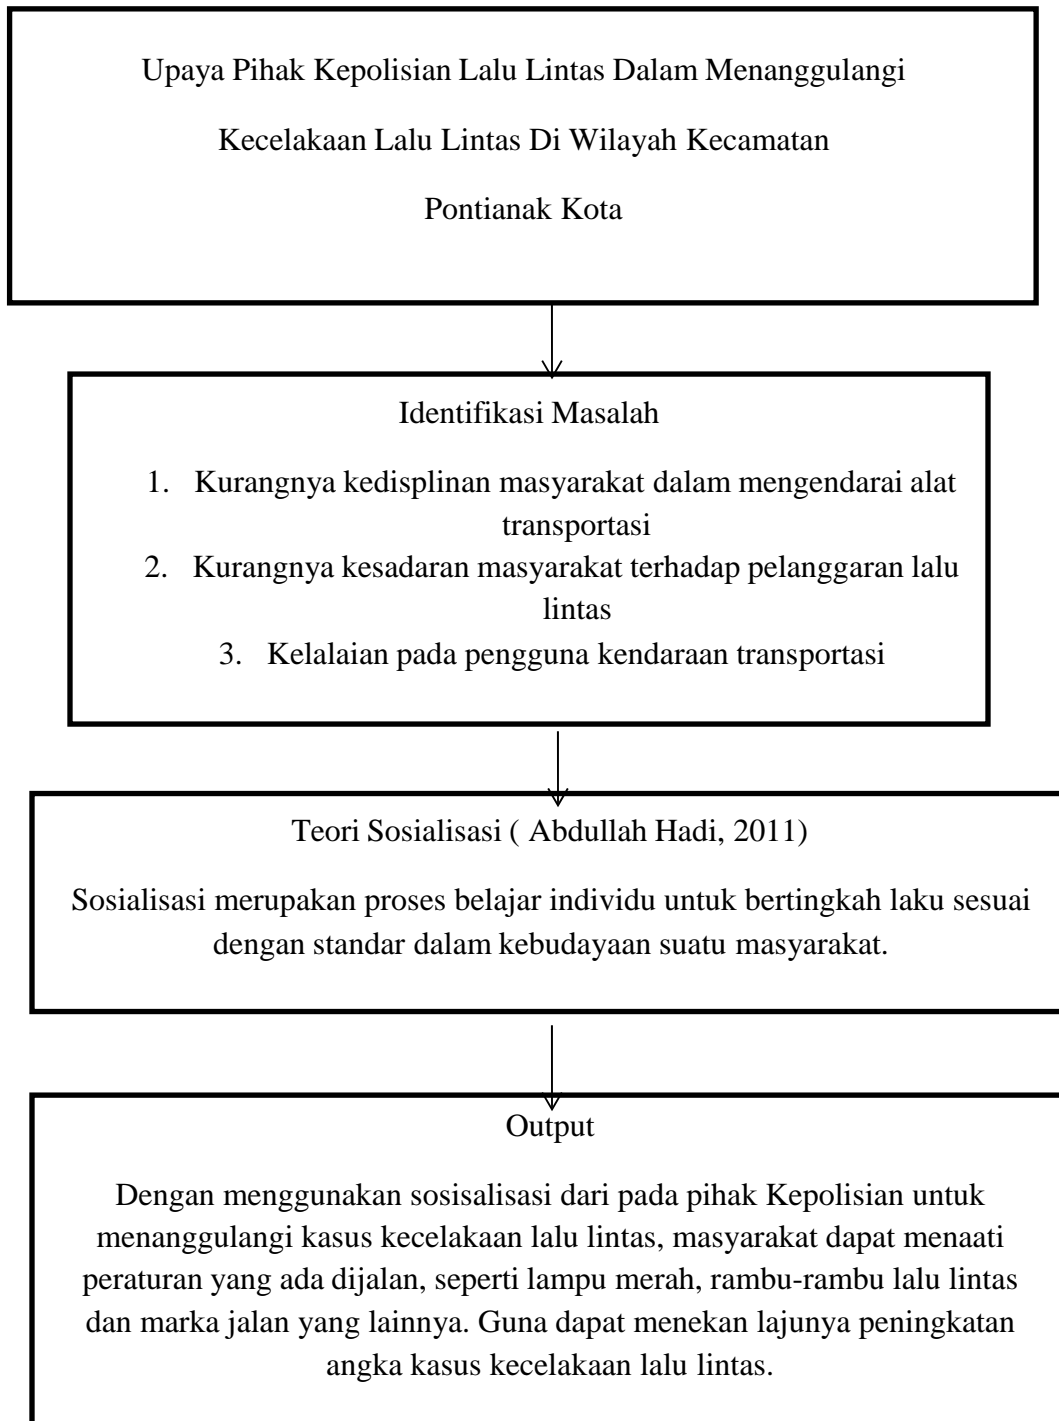 Upaya Pihak Kepolisian Lalu Lintas Dalam Menanggulangi
Kecelakaan Lalu Lintas Di Wilayah Kecamatan
Pontianak Kota
Identifikasi Masalah
1. Kurangnya kedisplinan masyarakat dalam mengendarai alat
transportasi
2. Kurangnya kesadaran masyarakat terhadap pelanggaran lalu
lintas
3. Kelalaian pada pengguna kendaraan transportasi
Teori Sosialisasi ( Abdullah Hadi, 2011)
Sosialisasi merupakan proses belajar individu untuk bertingkah laku sesuai
dengan standar dalam kebudayaan suatu masyarakat.
Output
Dengan menggunakan sosisalisasi dari pada pihak Kepolisian untuk
menanggulangi kasus kecelakaan lalu lintas, masyarakat dapat menaati
peraturan yang ada dijalan, seperti lampu merah, rambu-rambu lalu lintas
dan marka jalan yang lainnya. Guna dapat menekan lajunya peningkatan
angka kasus kecelakaan lalu lintas.